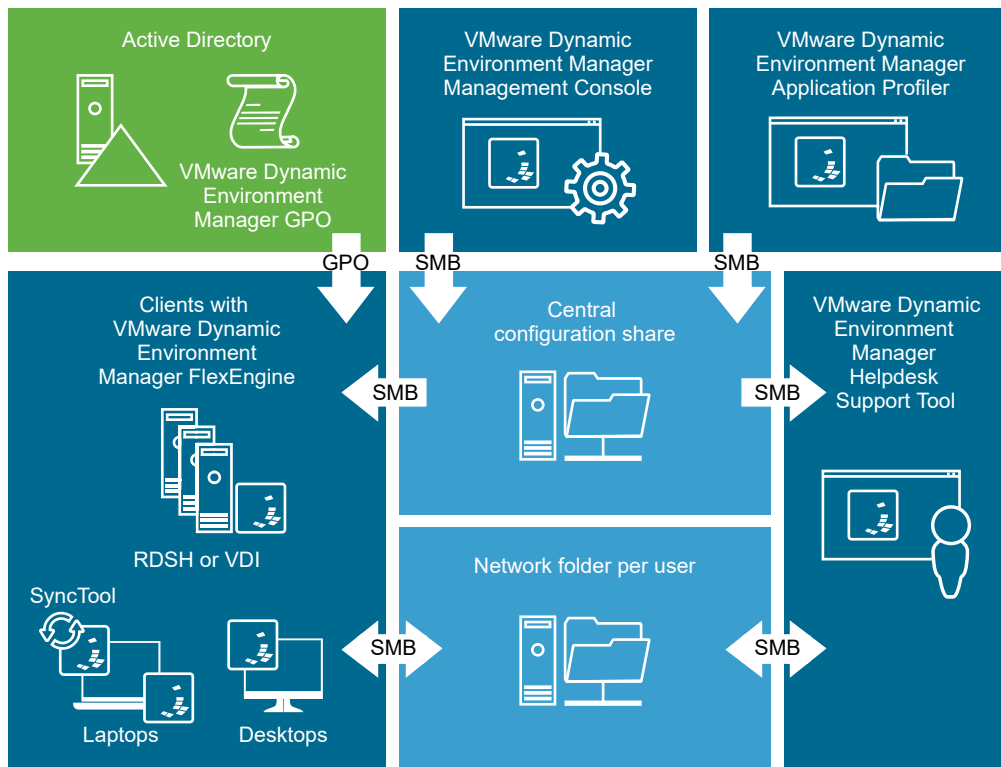 Active Directory
VMware Dynamic
Environment
Manager GPO
VMware Dynamic
Environment Manager
Management Console
VMware Dynamic
Environment Manager
Application Profiler
GPO
SMB
SMB
Clients with
VMware Dynamic
Environment
Manager FlexEngine
RDSH or VDI
SyncTool
Laptops
Desktops
SMB
Central
configuration share
SMB
VMware Dynamic
Environment
Manager
Helpdesk
Support Tool
SMB
Network folder per user
SMB